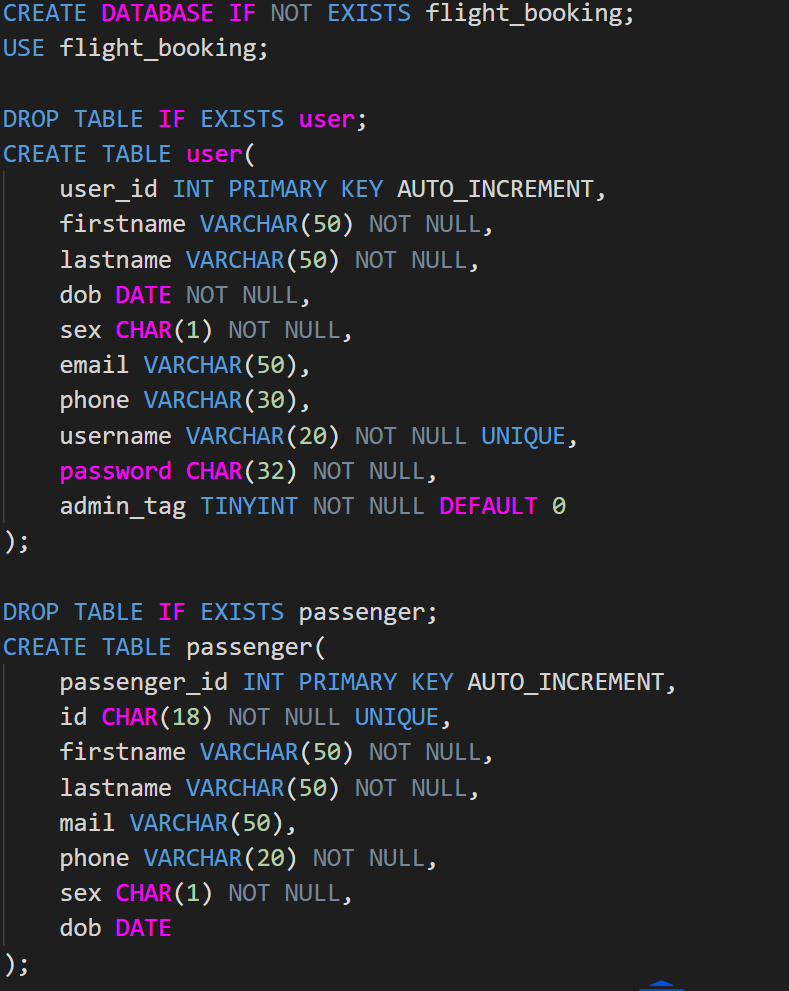 CREATE DATABASE IF NOT EXISTS flight_booking;
USE flight_booking;

DROP TABLE IF EXISTS user;
CREATE TABLE user(
    user_id INT PRIMARY KEY AUTO_INCREMENT,
    firstname VARCHAR(50) NOT NULL,
    lastname VARCHAR(50) NOT NULL,
    dob DATE NOT NULL,
    sex CHAR(1) NOT NULL,
    email VARCHAR(50),
    phone VARCHAR(30),
    username VARCHAR(20) NOT NULL UNIQUE,
    password CHAR(32) NOT NULL,
    admin_tag TINYINT NOT NULL DEFAULT 0
);

DROP TABLE IF EXISTS passenger;
CREATE TABLE passenger(
    passenger_id INT PRIMARY KEY AUTO_INCREMENT,
    id CHAR(18) NOT NULL UNIQUE,
    firstname VARCHAR(50) NOT NULL,
    lastname VARCHAR(50) NOT NULL,
    mail VARCHAR(50),
    phone VARCHAR(20) NOT NULL,
    sex CHAR(1) NOT NULL,
    dob DATE
);